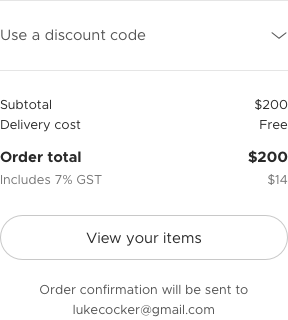 Use a discount code
Subtotal $200
Delivery cost Free
Order total $200
Includes 7% GST $14
View your items
Order confirmation will be sent to
lukecocker@gmail.com